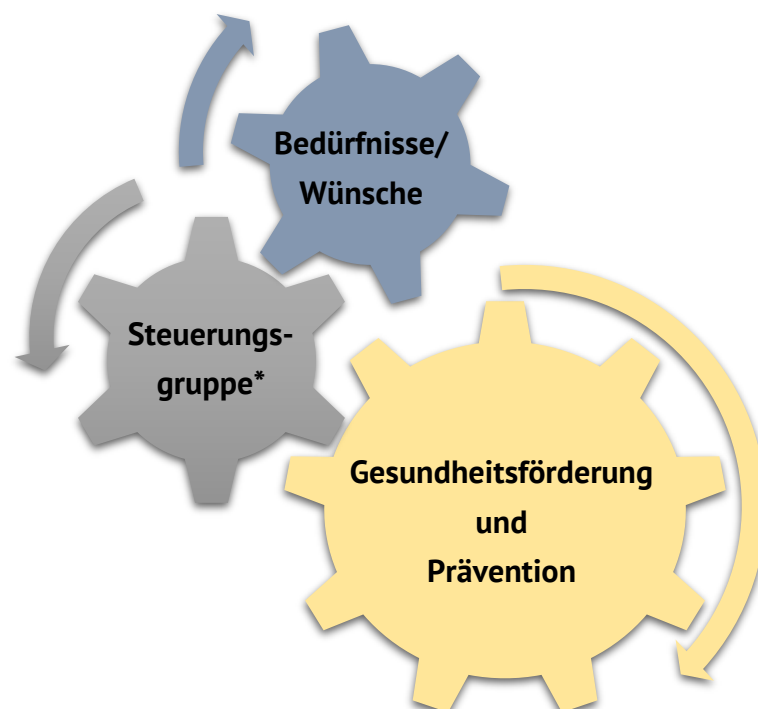 Bedürfnisse/
Wünsche
Steuerungs-
gruppe*
Gesundheitsförderung
und
Prävention